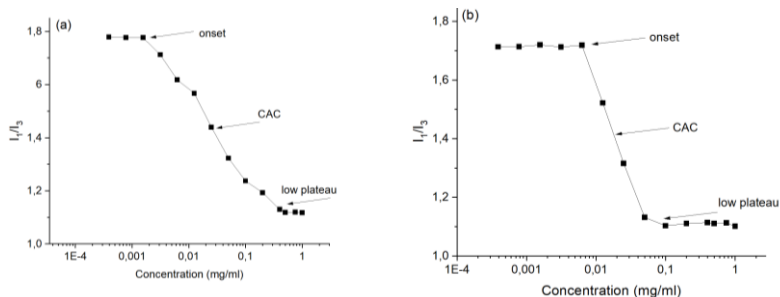 (a)
1,8
6
1,4
1,2
1,0
I₁/I₃
onset
CAC
low plateau
1E-4 0,001 0,01 0,1 1
Concentration (mg/ml)
(b)
1,8
1,6
1,4
1,2
1,0
I₁/I₃
onset
CAC
low plateau
1E-4 0,001 0,01 0,1 1
Concentration (mg/ml)